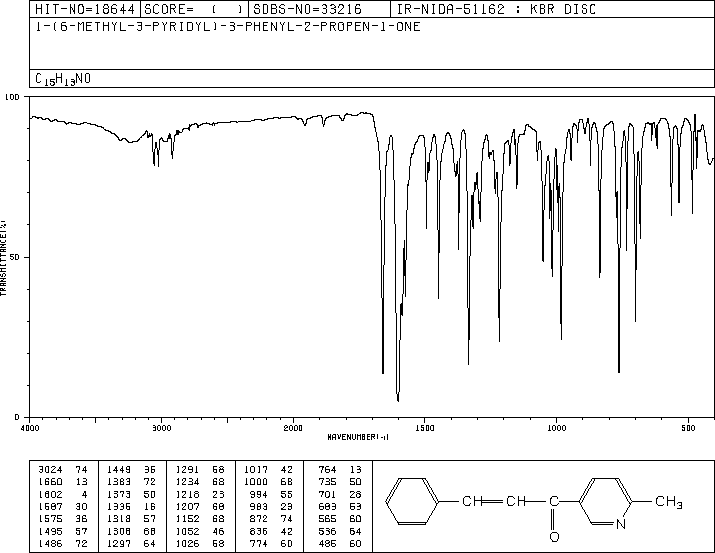 HIT-NO=18644 SCORE= ( ) SDBS-NO=33216 IR-NIDA-51162 : KBR DISC
1-(6-METHYL-3-PYRIDYL)-3-PHENYL-2-PROPEN-1-ONE
C15H13NO
100
50
0
TRANSMITTANCE(%)
4000 3000 2000 1500 1000 500
WAVENUMBER(-1)
3024 74 1449 36 1291 68 1017 42 764 13
1660 13 1383 72 1234 68 1000 68 735 50
1602 4 1373 50 1218 23 994 55 701 28
1587 30 1335 16 1207 68 983 23 683 53
1575 36 1318 57 1152 68 872 74 565 60
1495 57 1308 68 1052 46 836 42 536 64
1486 72 1297 64 1026 58 774 60 486 60
CH=CH-C CH3
O N